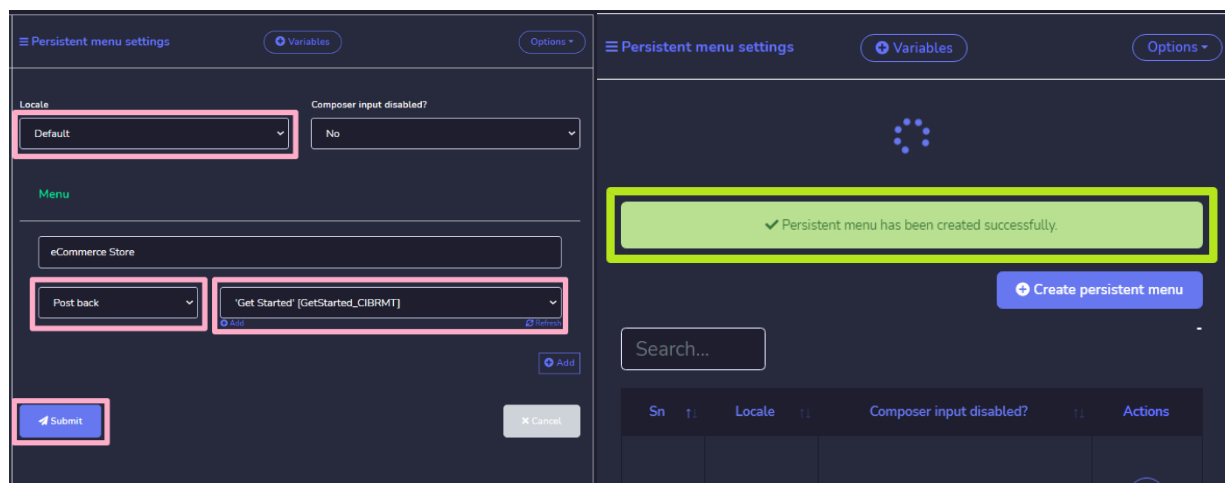 Persistent menu settings
Variables
Options
Locale
Composer input disabled?
Default
No
Menu
eCommerce Store
Post back
'Get Started' [GetStarted_CIBRMT]
Add
Refresh
Add
Submit
Cancel
Persistent menu settings
Variables
Options
Persistent menu has been created successfully.
Create persistent menu
Search...
Sn Locale Composer input disabled? Actions